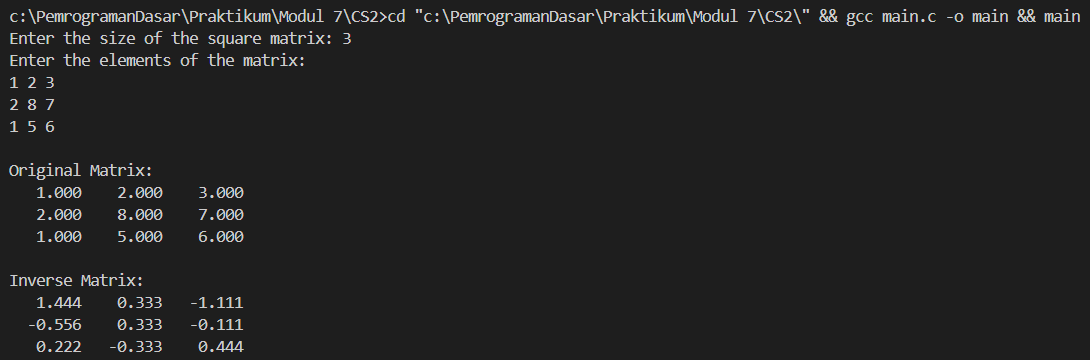 c:\PemrogramanDasar\Praktikum\Modul 7\CS2>cd "c:\PemrogramanDasar\Praktikum\Modul 7\CS2\" && gcc main.c -o main && main
Enter the size of the square matrix: 3
Enter the elements of the matrix:
1 2 3
2 8 7
1 5 6
Original Matrix:
1.000 2.000 3.000
2.000 8.000 7.000
1.000 5.000 6.000
Inverse Matrix:
1.444 0.333 -1.111
-0.556 0.333 -0.111
0.222 -0.333 0.444